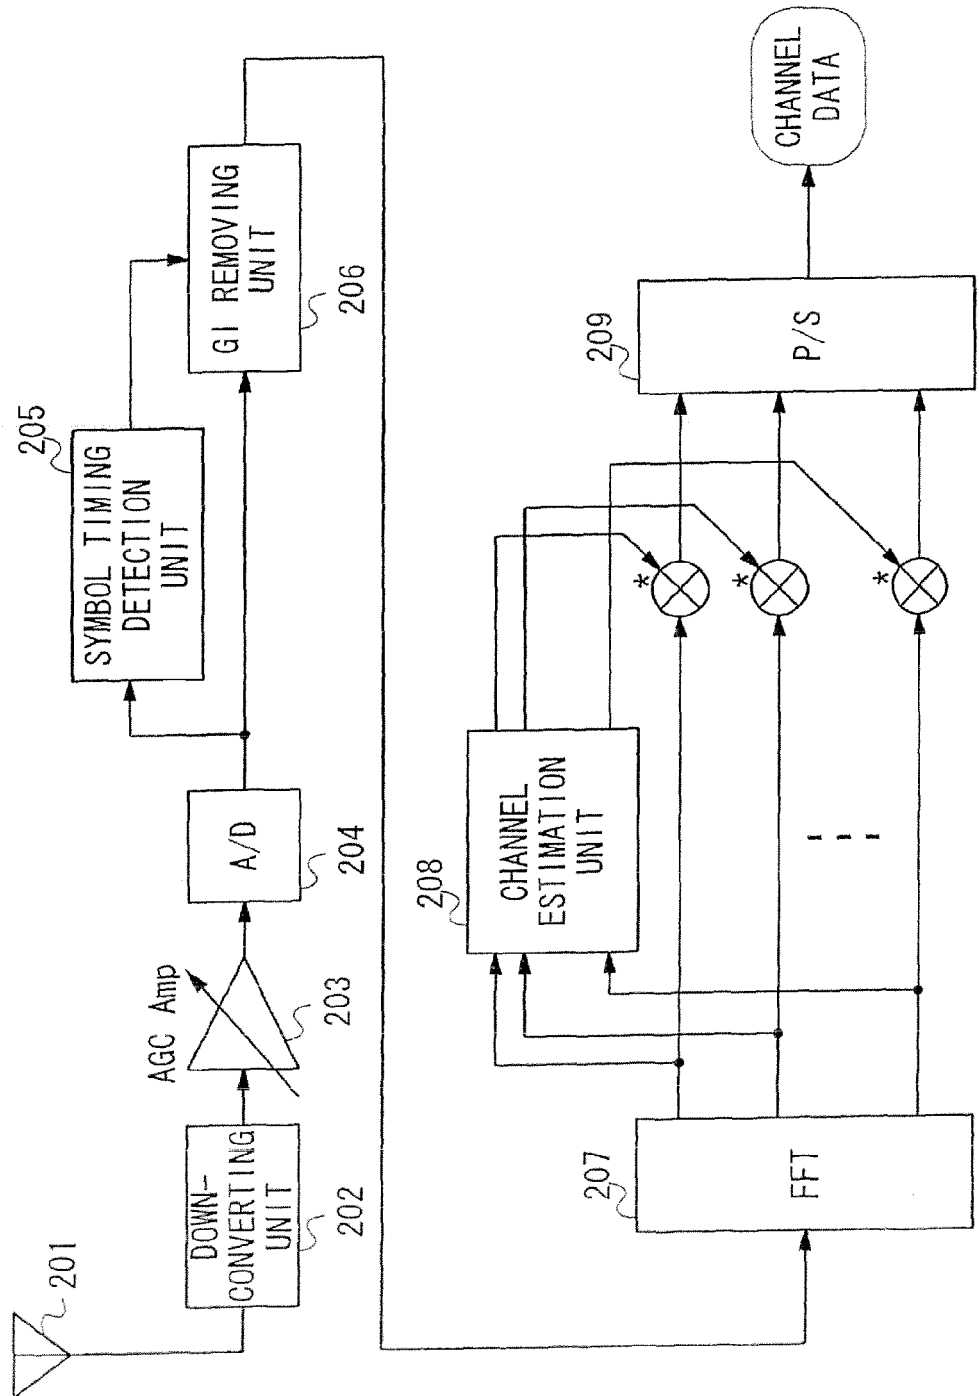 201
DOWN-
CONVERTING
UNIT
202
AGC Amp
203
A/D
204
SYMBOL TIMING
DETECTION
UNIT
205
GI REMOVING
UNIT
206
FFT
207
CHANNEL
ESTIMATION
UNIT
208
*
*
*
P/S
209
CHANNEL
DATA